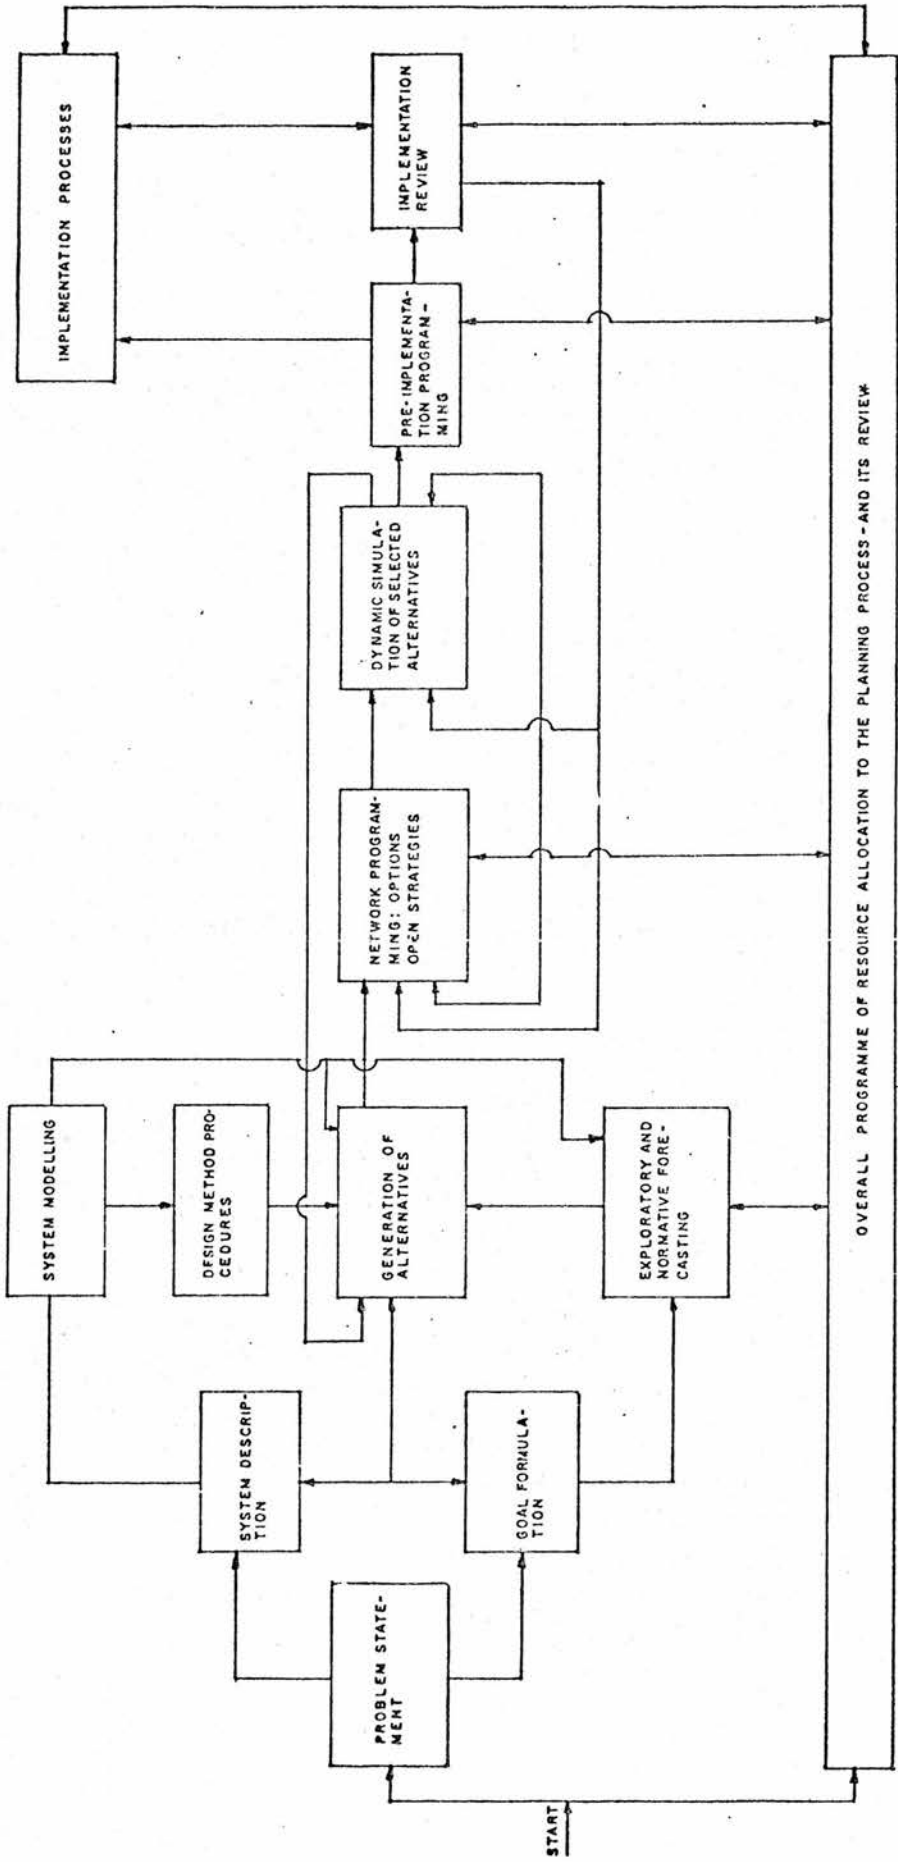 START
PROBLEM STATE-
MENT
SYSTEM DESCRIP-
TION
GOAL FORMULA-
TION
SYSTEM MODELLING
DESIGN METHOD PRO-
CEDURES
GENERATION OF
ALTERNATIVES
EXPLORATORY AND
NORMATIVE FORE-
CASTING
NETWORK PROGRAM-
MING: OPTIONS
OPEN STRATEGIES
DYNAMIC SIMULA-
TION OF SELECTED
ALTERNATIVES
PRE-IMPLEMENTA-
TION PROGRAM-
MING
IMPLEMENTATION
REVIEW
IMPLEMENTATION PROCESSES
OVERALL PROGRAMME OF RESOURCE ALLOCATION TO THE PLANNING PROCESS-AND ITS REVIEW